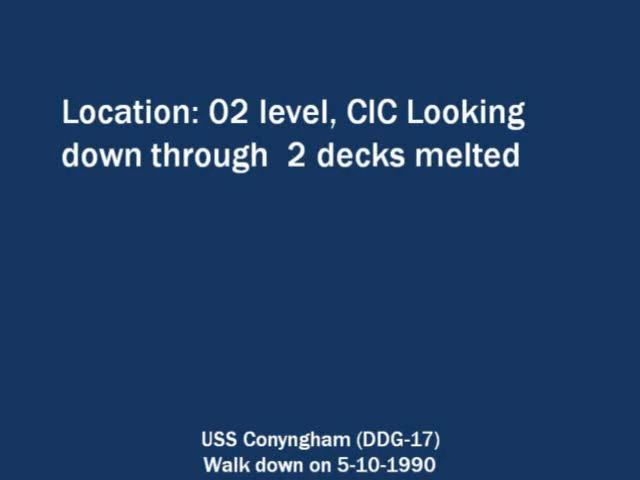 Location: 02 level, CIC Looking
down through 2 decks melted
USS Conyngham (DDG-17)
Walk down on 5-10-1990